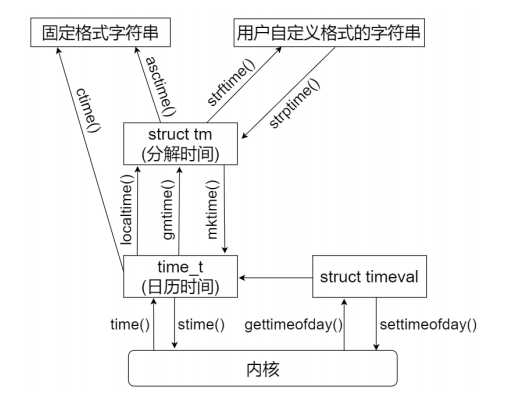 固定格式字符串
用户自定义格式的字符串
ctime()
asctime()
strftime()
strptime()
struct tm
(分解时间)
localtime()
gmtime()
mktime()
time_t
(日历时间)
struct timeval
time()
stime()
gettimeofday()
settimeofday()
内核